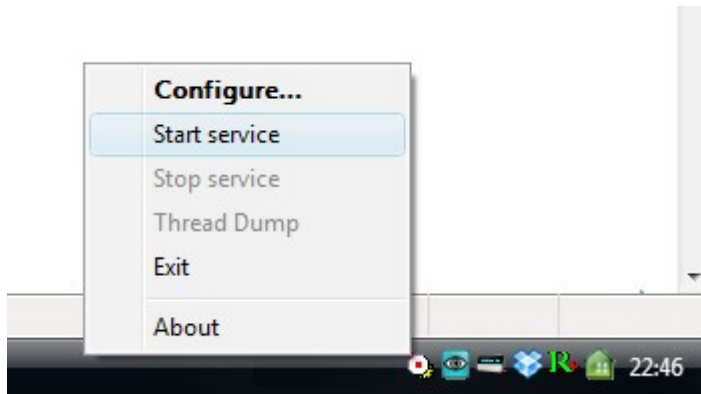 Configure...
Start service
Stop service
Thread Dump
Exit
About
R 22:46